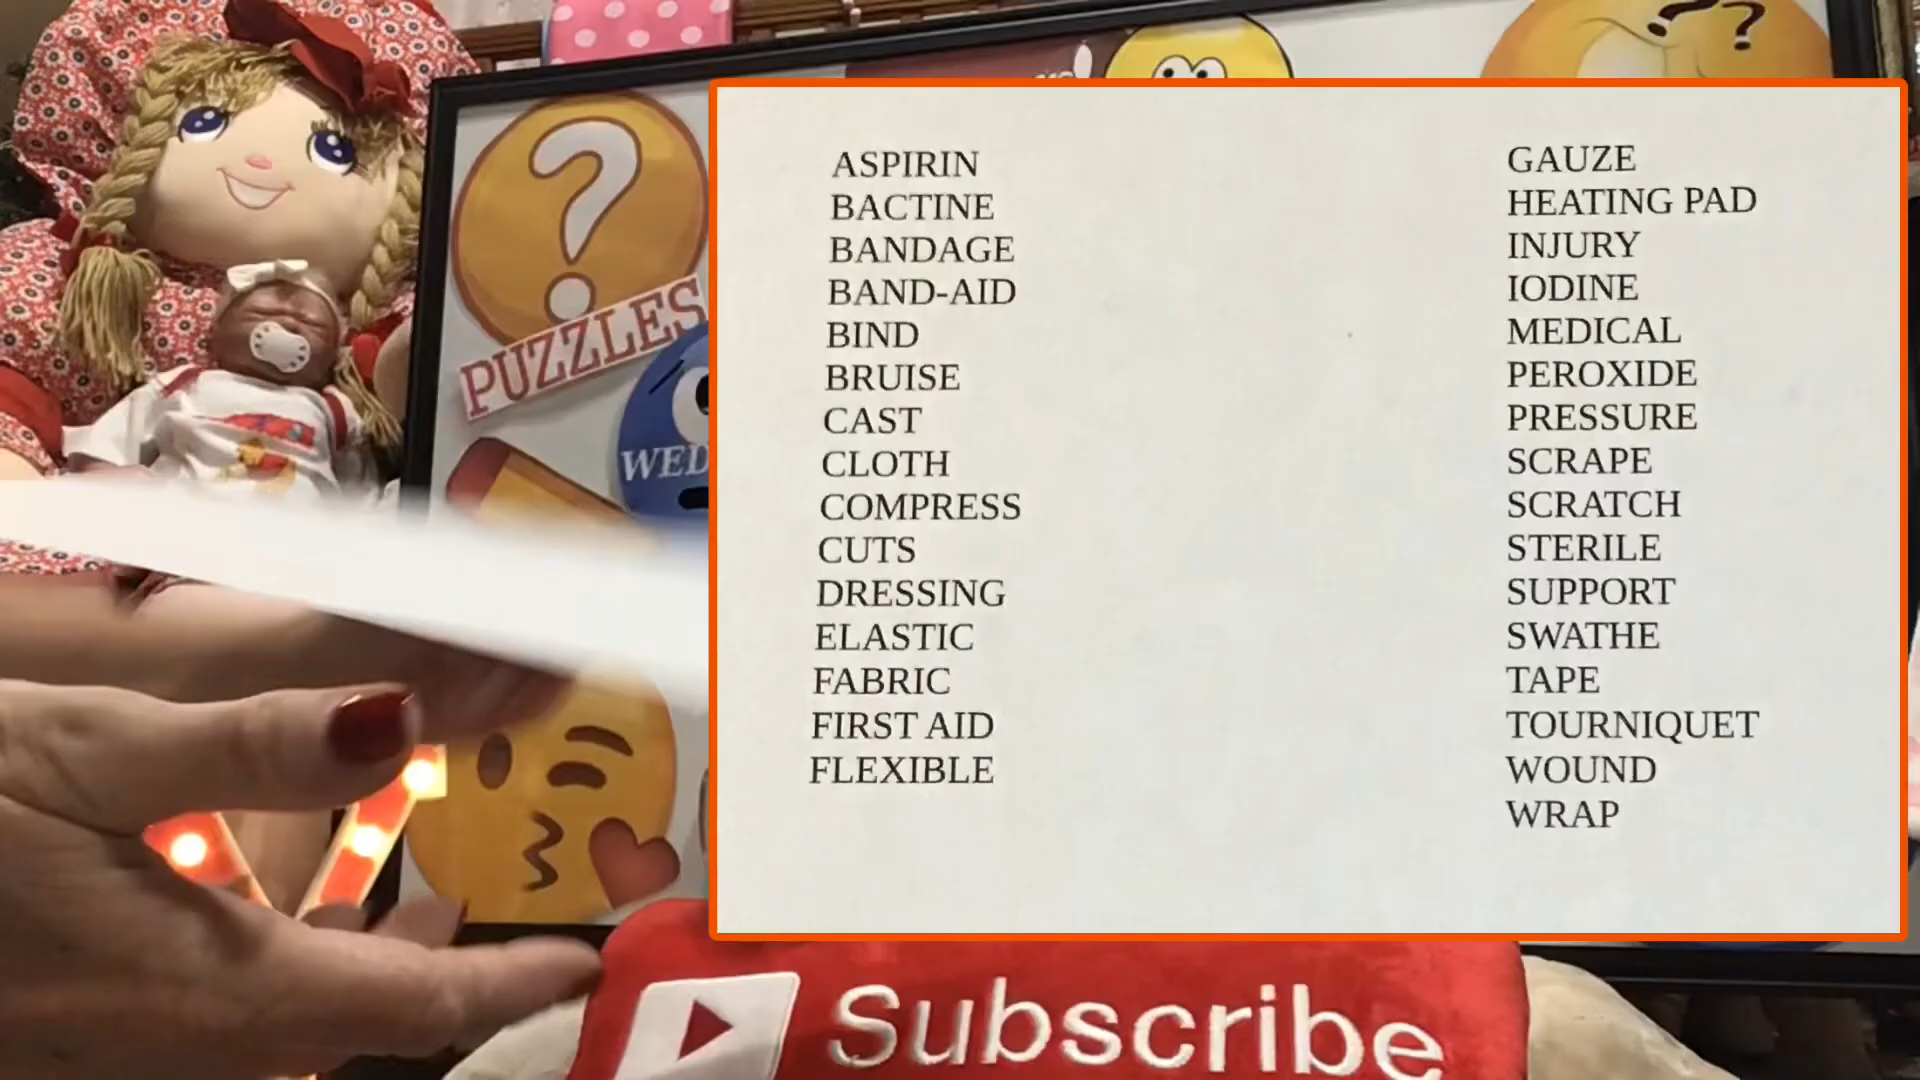 PUZZLES
WED
ASPIRIN
BACTINE
BANDAGE
BAND-AID
BIND
BRUISE
CAST
CLOTH
COMPRESS
CUTS
DRESSING
ELASTIC
FABRIC
FIRST AID
FLEXIBLE
GAUZE
HEATING PAD
INJURY
IODINE
MEDICAL
PEROXIDE
PRESSURE
SCRAPE
SCRATCH
STERILE
SUPPORT
SWATHE
TAPE
TOURNIQUET
WOUND
WRAP
Subscribe